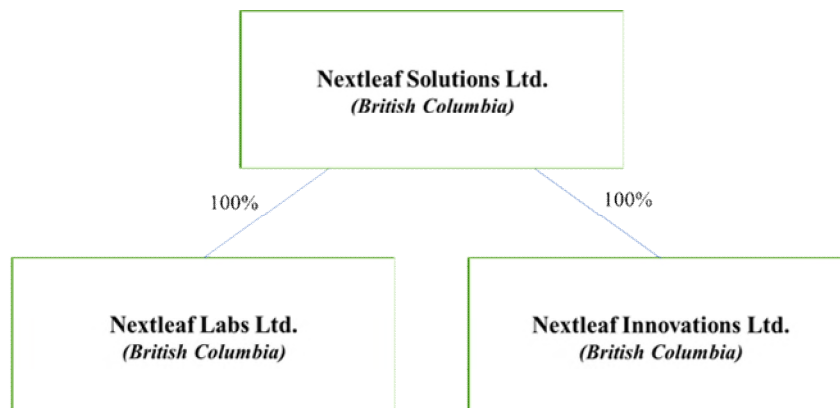 Nextleaf Solutions Ltd.
(British Columbia)
100%
100%
Nextleaf Labs Ltd.
(British Columbia)
Nextleaf Innovations Ltd.
(British Columbia)